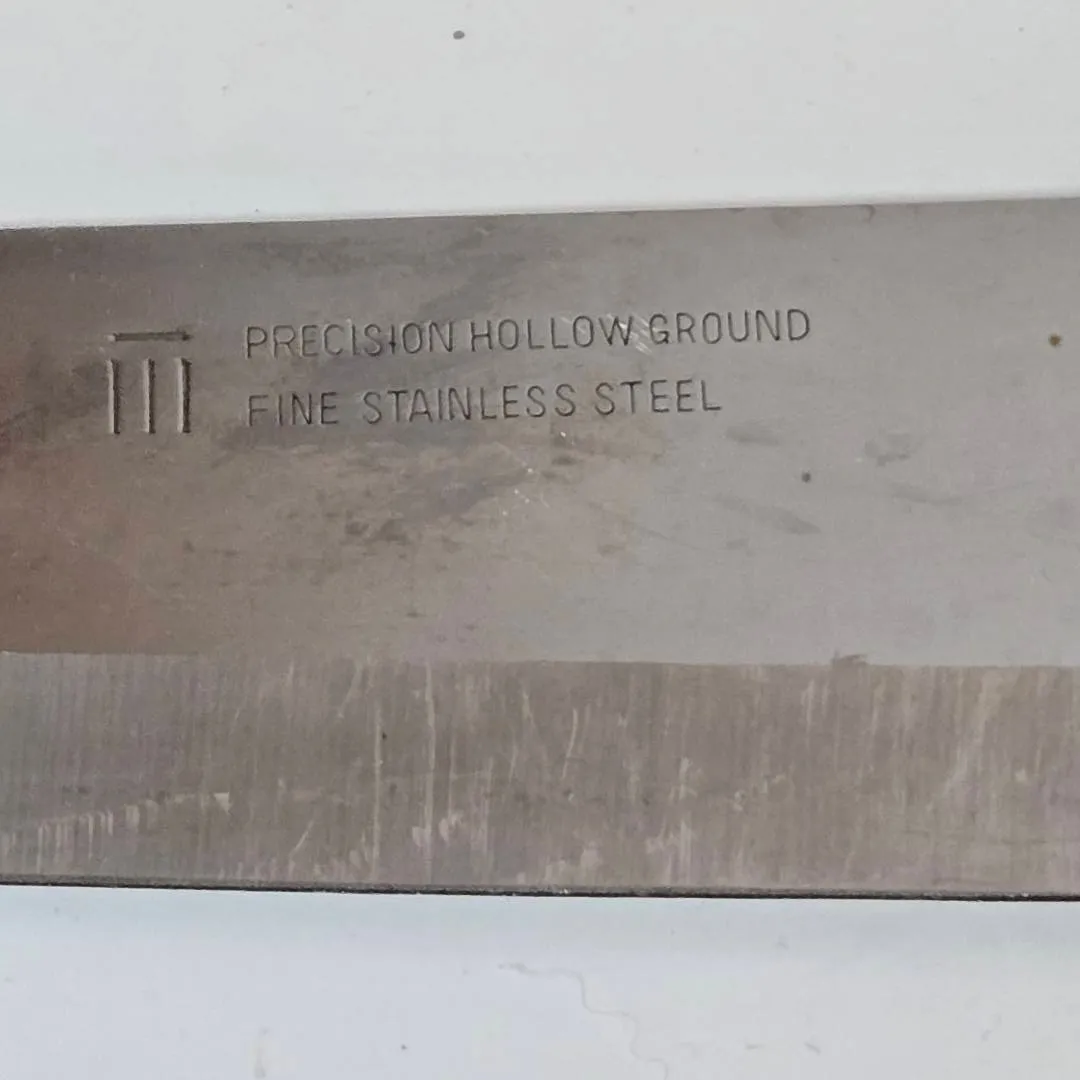 PRECISION HOLLOW GROUND
FINE STAINLESS STEEL